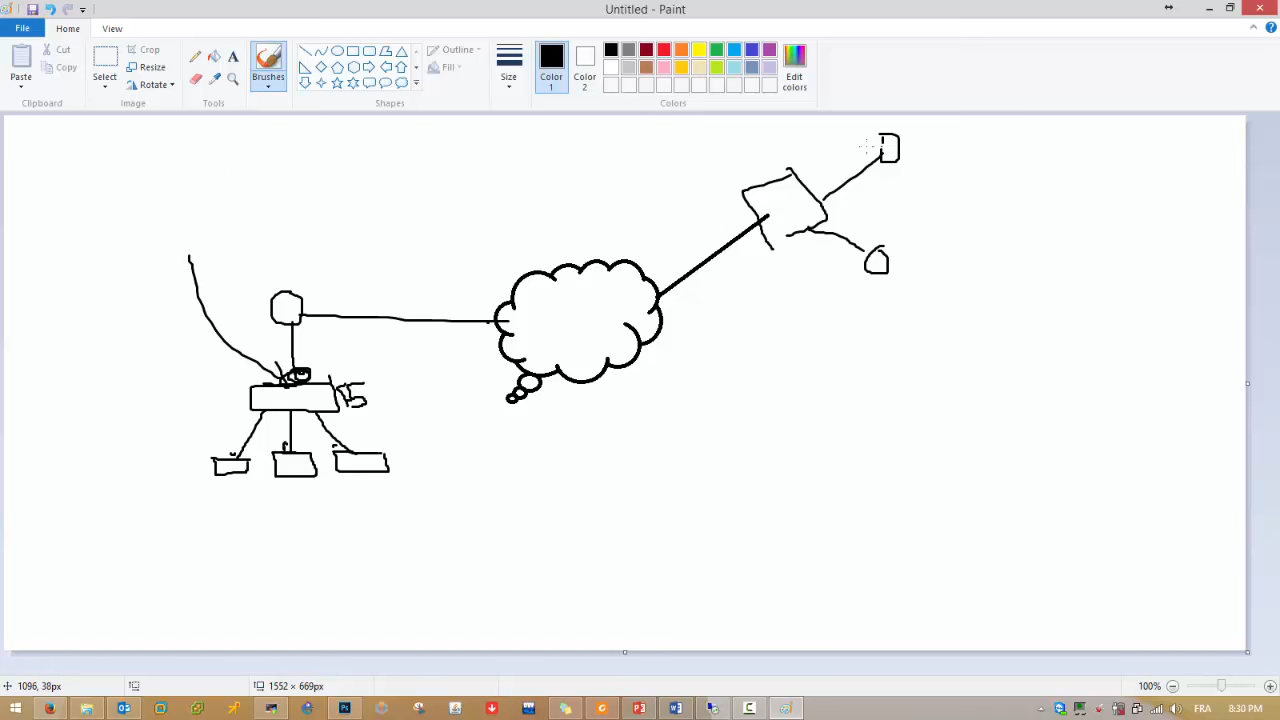 Untitled - Paint
File
Home
View
Paste
Cut
Copy
Clipboard
Select
Crop
Resize
Rotate
Image
A
Tools
Brushes
Outline
Fill
Shapes
Size
Color 1
Color 2
Edit colors
Colors
1096, 38px
1552 × 669px
100%
FRA
8:30 PM